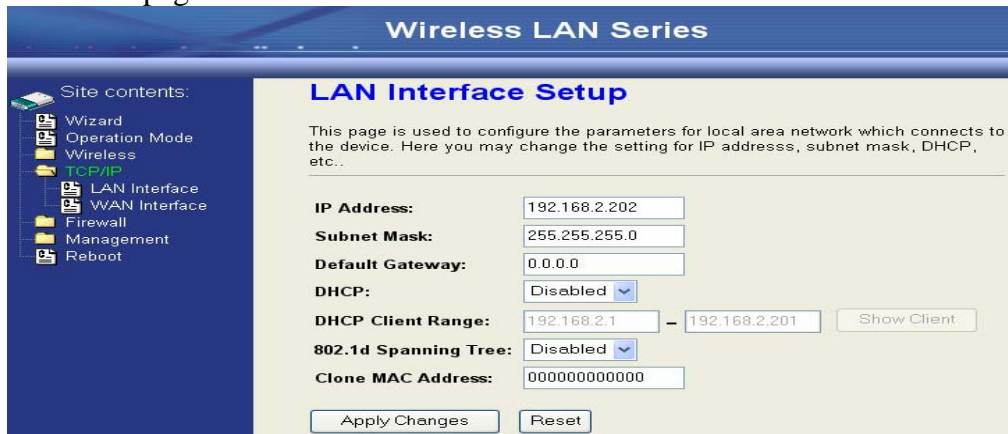 Wireless LAN Series
Site contents:
Wizard
Operation Mode
Wireless
TCP/IP
LAN Interface
WAN Interface
Firewall
Management
Reboot
LAN Interface Setup
This page is used to configure the parameters for local area network which connects to
the device. Here you may change the setting for IP addresss, subnet mask, DHCP,
etc..
IP Address: 192.168.2.202
Subnet Mask: 255.255.255.0
Default Gateway: 0.0.0.0
DHCP: Disabled
DHCP Client Range: 192.168.2.1 – 192.168.2.201 Show Client
802.1d Spanning Tree: Disabled
Clone MAC Address: 000000000000
Apply Changes Reset